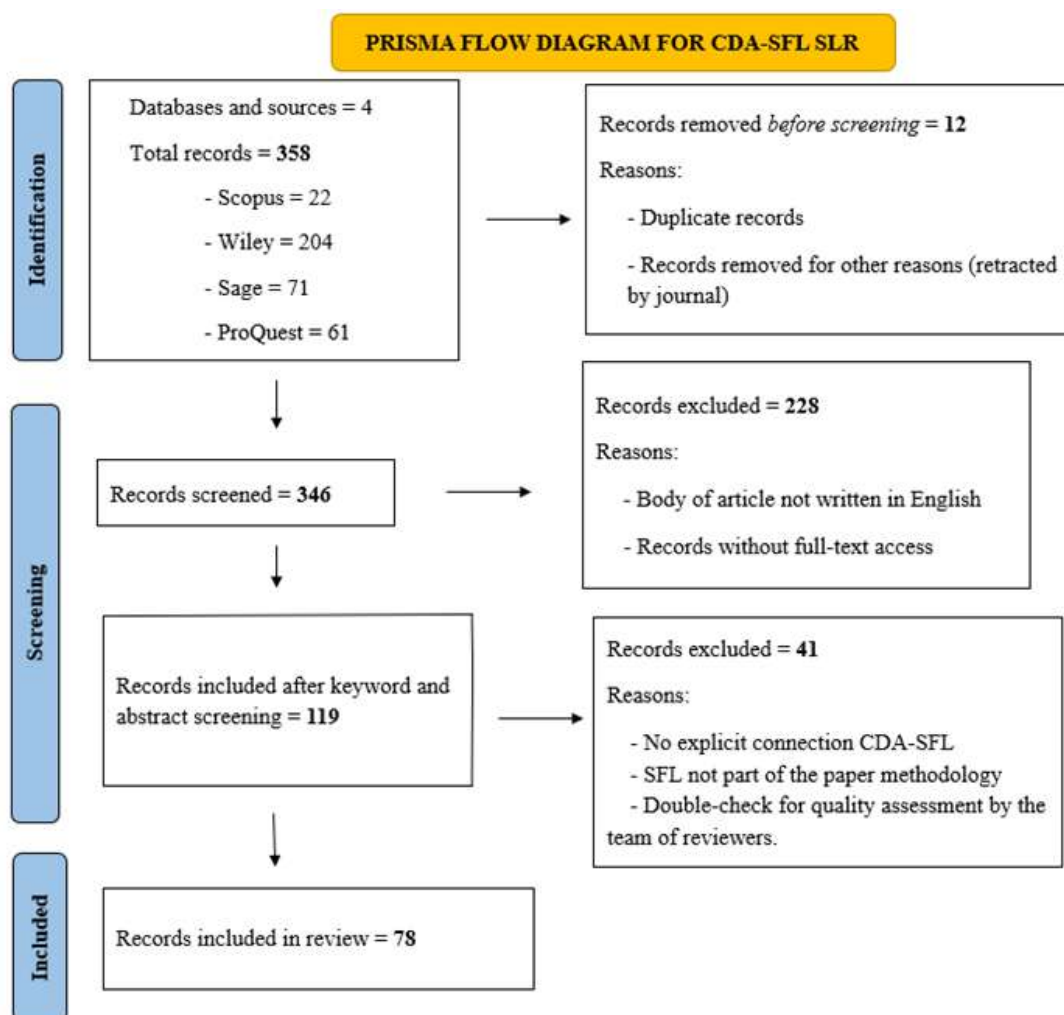 PRISMA FLOW DIAGRAM FOR CDA-SFL SLR
Identification
Databases and sources = 4
Total records = 358
- Scopus = 22
- Wiley = 204
- Sage = 71
- ProQuest = 61
Records removed before screening = 12
Reasons:
- Duplicate records
- Records removed for other reasons (retracted
by journal)
Screening
Records screened = 346
Records excluded = 228
Reasons:
- Body of article not written in English
- Records without full-text access
Records included after keyword and
abstract screening = 119
Records excluded = 41
Reasons:
- No explicit connection CDA-SFL
- SFL not part of the paper methodology
- Double-check for quality assessment by the
team of reviewers.
Included
Records included in review = 78